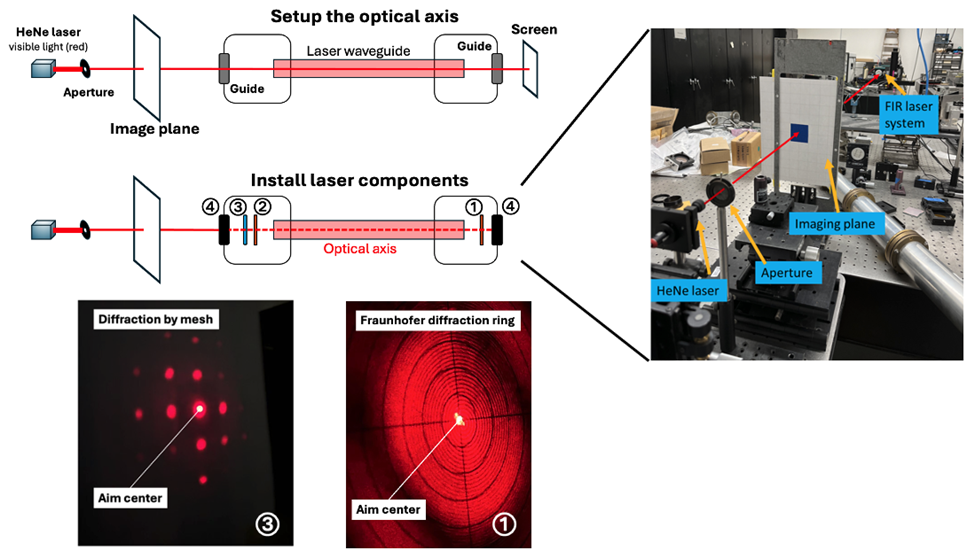 Setup the optical axis
HeNe laser
visible light (red)
Aperture
Image plane
Guide
Laser waveguide
Guide
Screen
Install laser components
④
③
②
①
④
Optical axis
FIR laser
system
Imaging plane
Aperture
HeNe laser
Diffraction by mesh
Aim center
③
Fraunhofer diffraction ring
Aim center
①